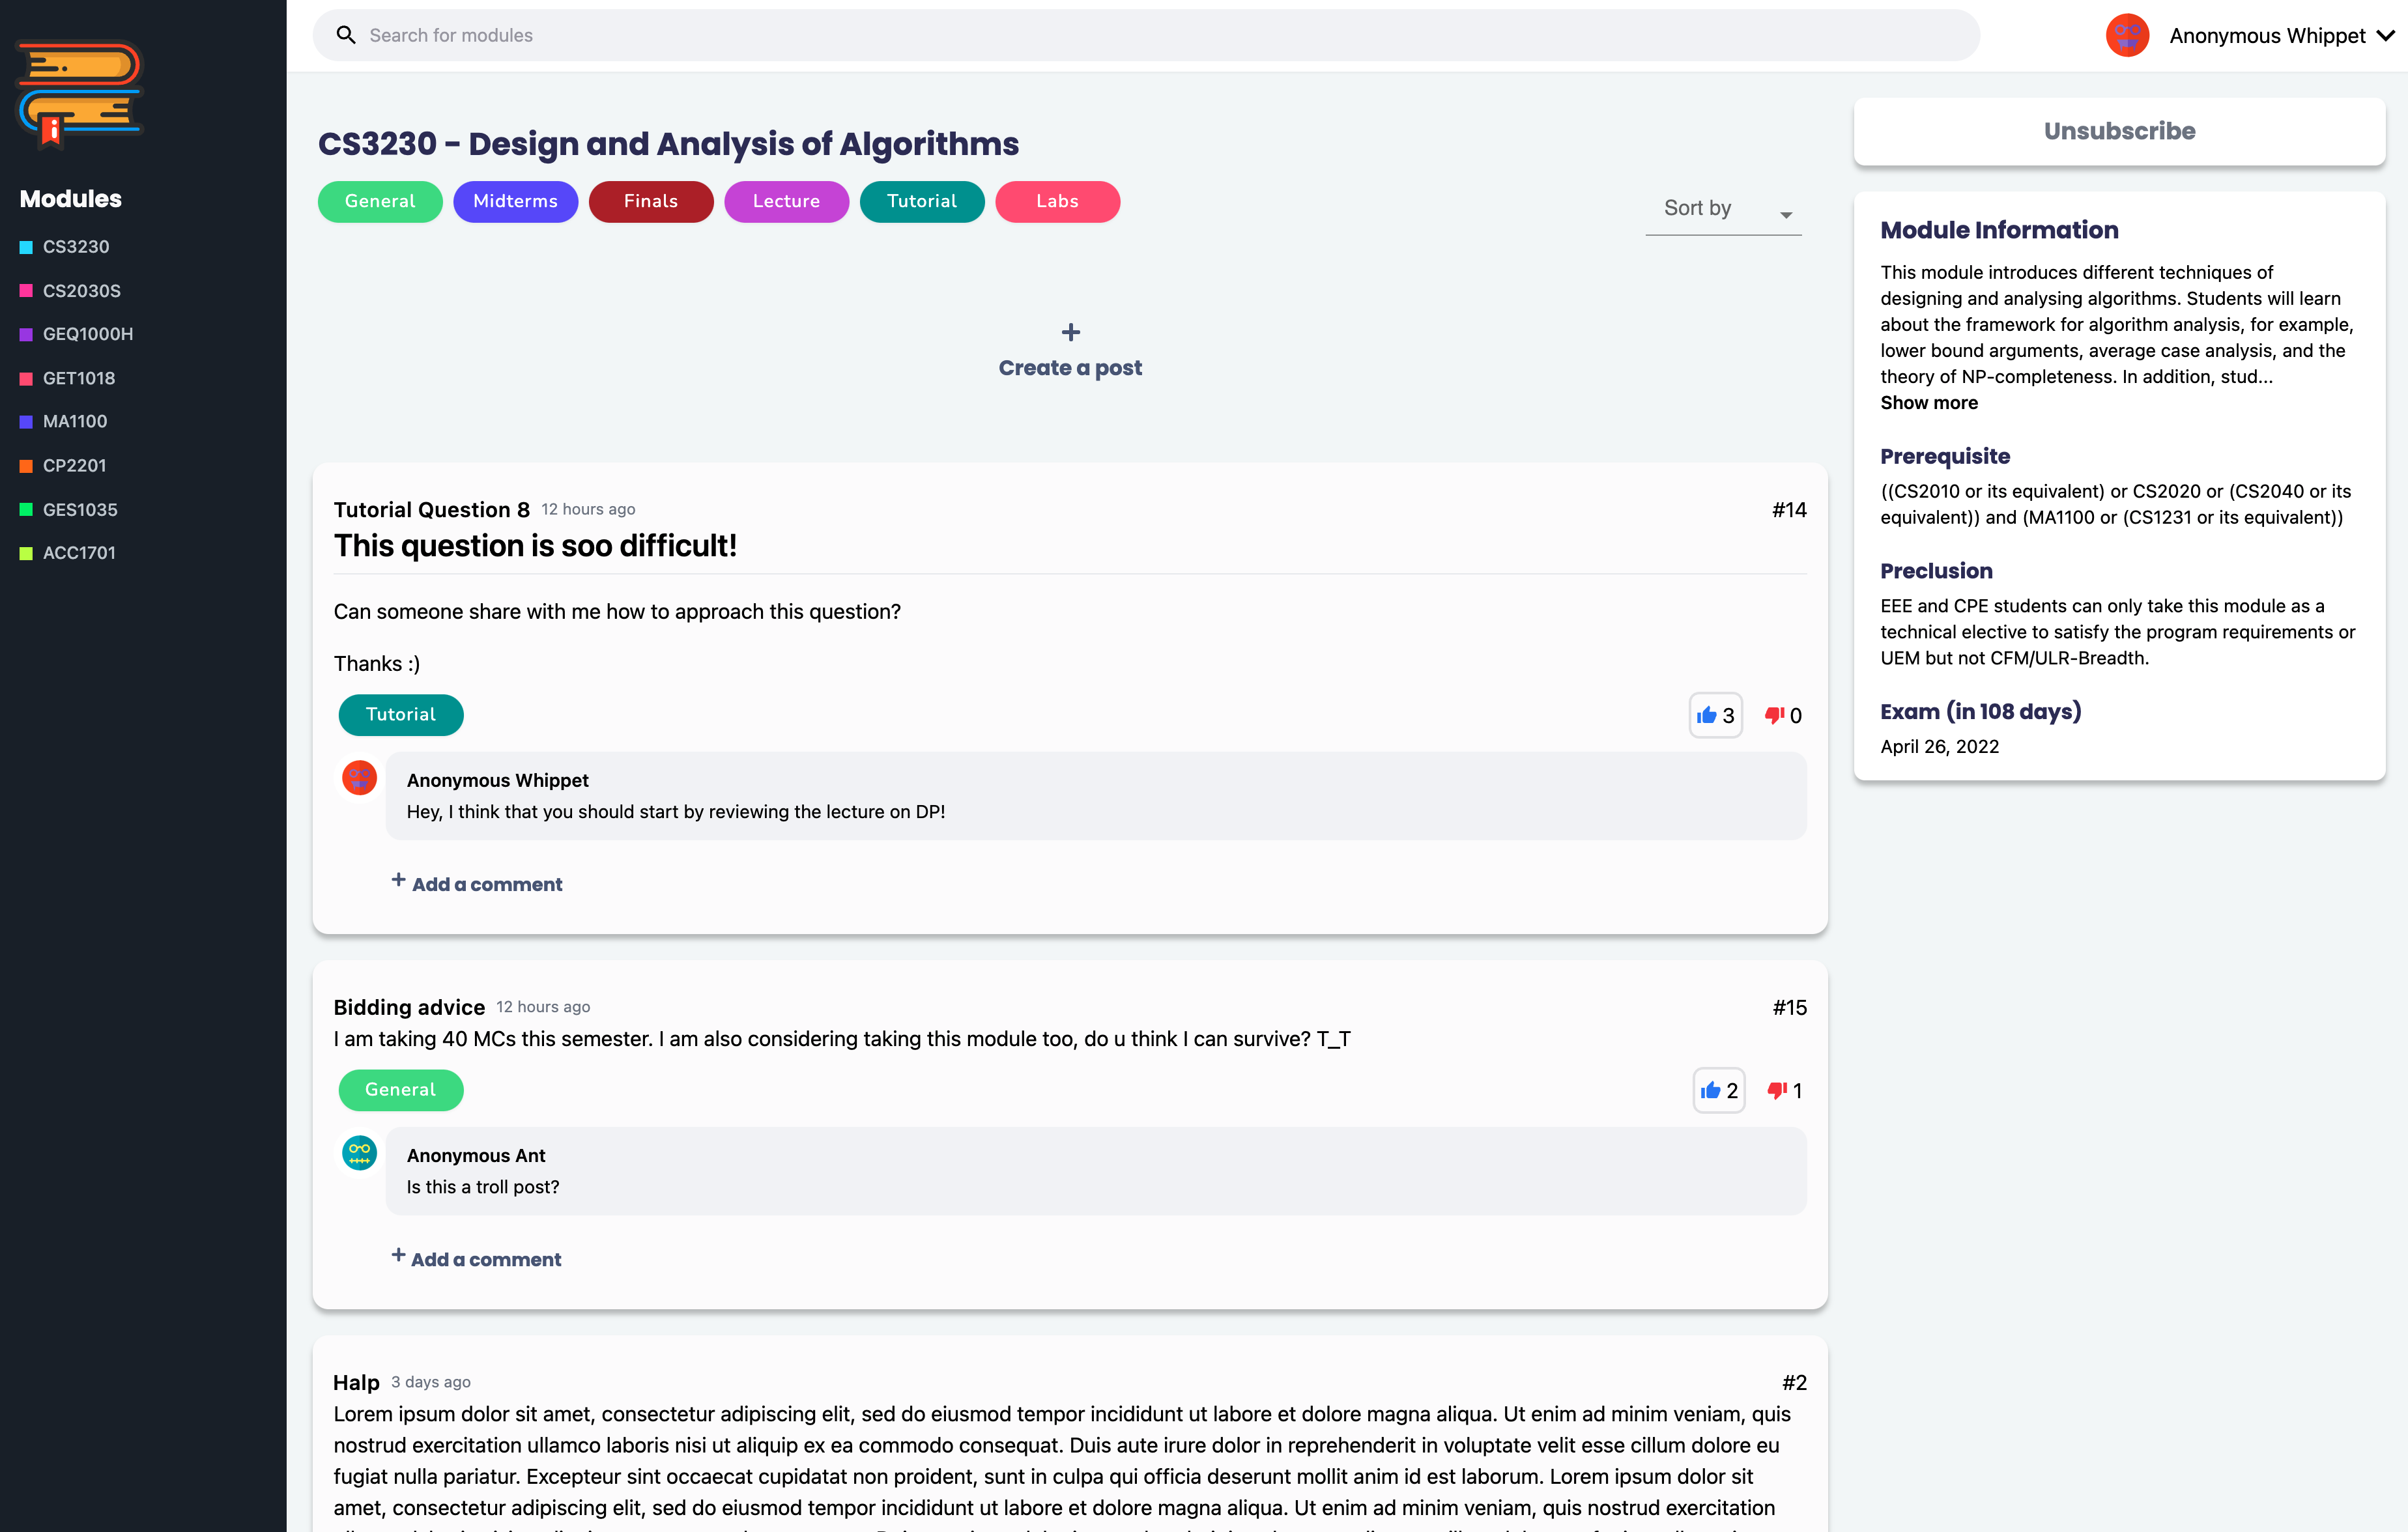 Search for modules
Anonymous Whippet
Modules
CS3230
CS2030S
GEQ1000H
GET1018
MA1100
CP2201
GES1035
ACC1701
CS3230 - Design and Analysis of Algorithms
General
Midterms
Finals
Lecture
Tutorial
Labs
Sort by
+
Create a post
Tutorial Question 8 12 hours ago
#14
This question is soo difficult!
Can someone share with me how to approach this question?
Thanks :)
Tutorial
3
0
Anonymous Whippet
Hey, I think that you should start by reviewing the lecture on DP!
+ Add a comment
Bidding advice 12 hours ago
#15
I am taking 40 MCs this semester. I am also considering taking this module too, do u think I can survive? T_T
General
2
1
Anonymous Ant
Is this a troll post?
+ Add a comment
Halp 3 days ago
#2
Lorem ipsum dolor sit amet, consectetur adipiscing elit, sed do eiusmod tempor incididunt ut labore et dolore magna aliqua. Ut enim ad minim veniam, quis
nostrud exercitation ullamco laboris nisi ut aliquip ex ea commodo consequat. Duis aute irure dolor in reprehenderit in voluptate velit esse cillum dolore eu
fugiat nulla pariatur. Excepteur sint occaecat cupidatat non proident, sunt in culpa qui officia deserunt mollit anim id est laborum. Lorem ipsum dolor sit
amet, consectetur adipiscing elit, sed do eiusmod tempor incididunt ut labore et dolore magna aliqua. Ut enim ad minim veniam, quis nostrud exercitation
Unsubscribe
Module Information
This module introduces different techniques of
designing and analysing algorithms. Students will learn
about the framework for algorithm analysis, for example,
lower bound arguments, average case analysis, and the
theory of NP-completeness. In addition, stud...
Show more
Prerequisite
((CS2010 or its equivalent) or CS2020 or (CS2040 or its
equivalent)) and (MA1100 or (CS1231 or its equivalent))
Preclusion
EEE and CPE students can only take this module as a
technical elective to satisfy the program requirements or
UEM but not CFM/ULR-Breadth.
Exam (in 108 days)
April 26, 2022